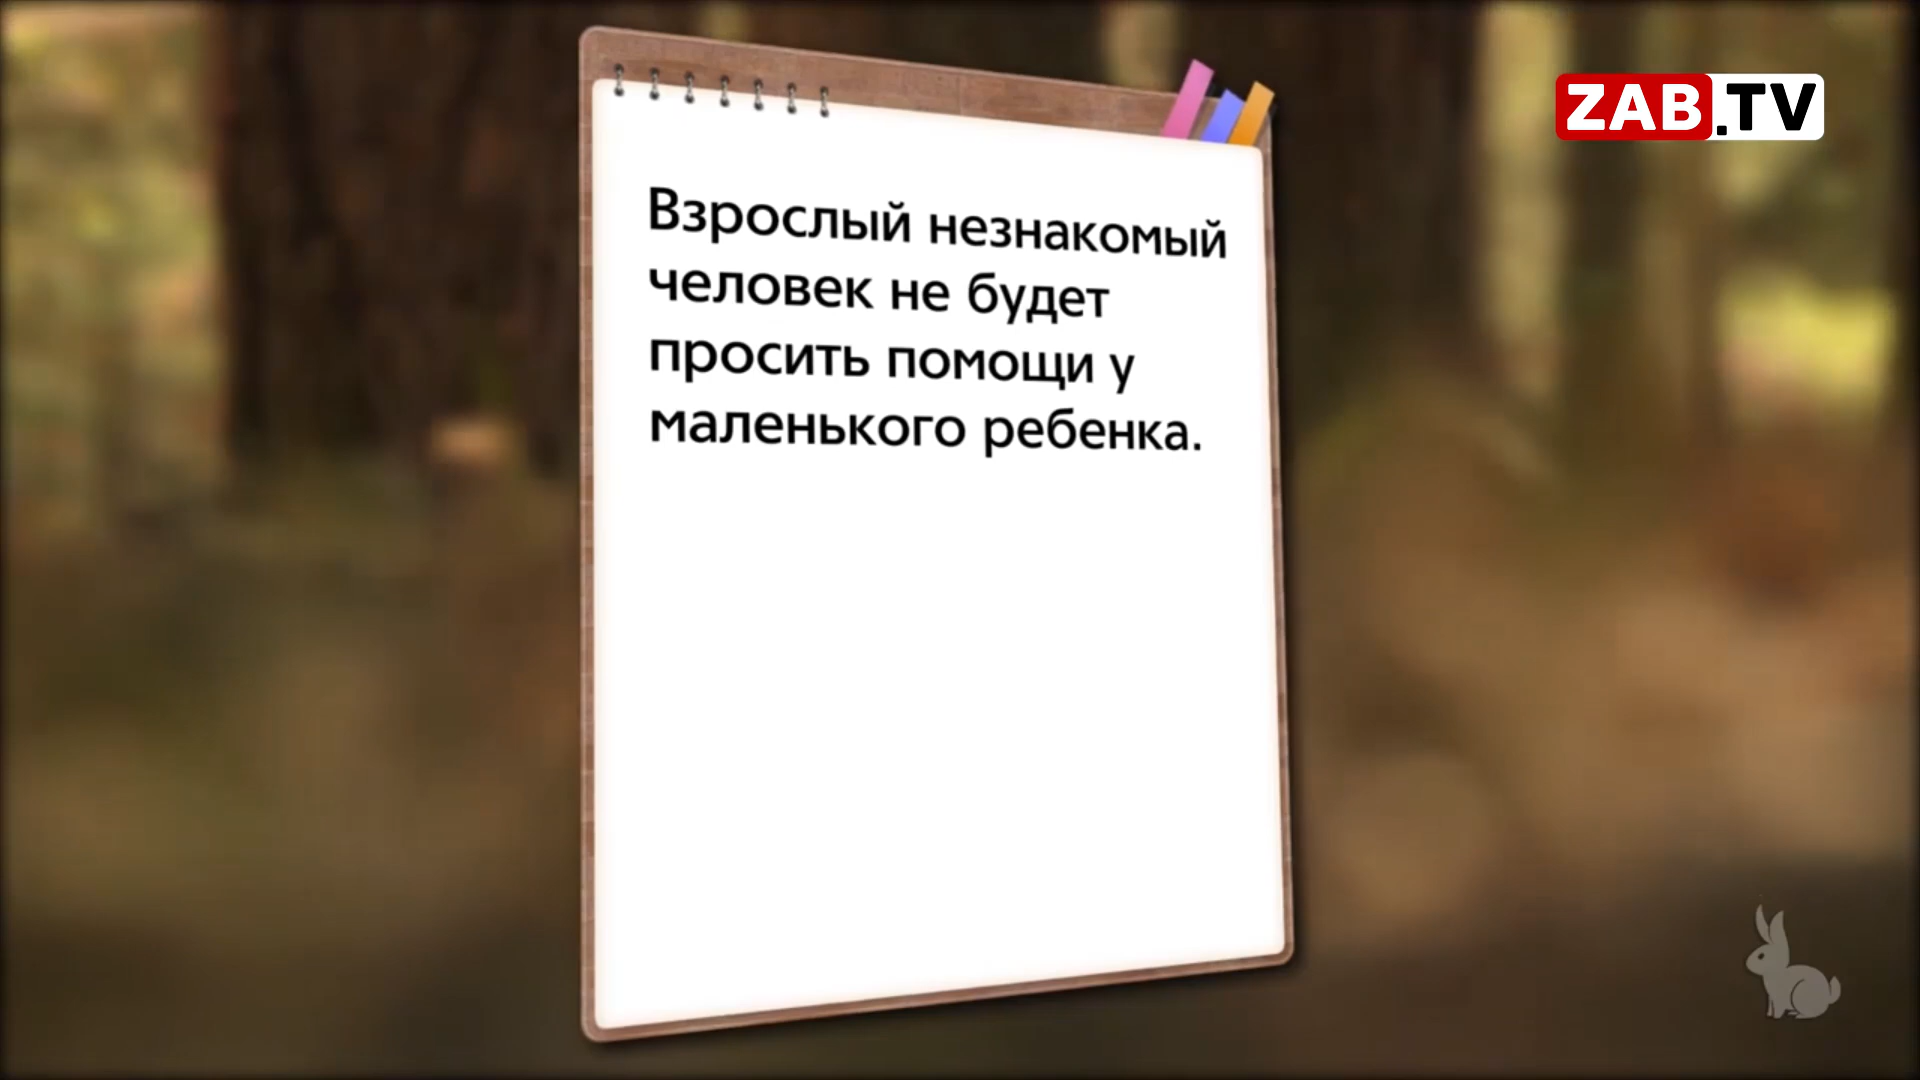 ZAB.TV
Взрослый незнакомый
человек не будет
просить помощи у
маленького ребенка.